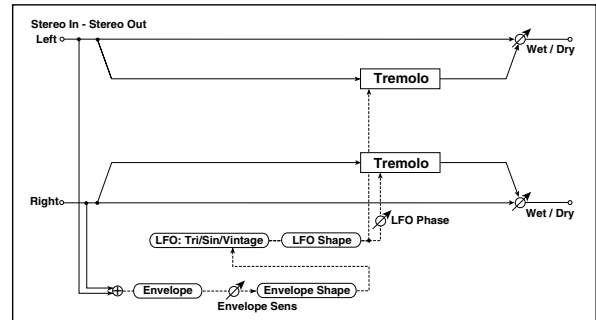 Stereo In - Stereo Out
Left
Wet / Dry
Tremolo
Tremolo
Right
LFO Phase
Wet / Dry
LFO: Tri/Sin/Vintage
LFO Shape
Envelope
Envelope Shape
Envelope Sens